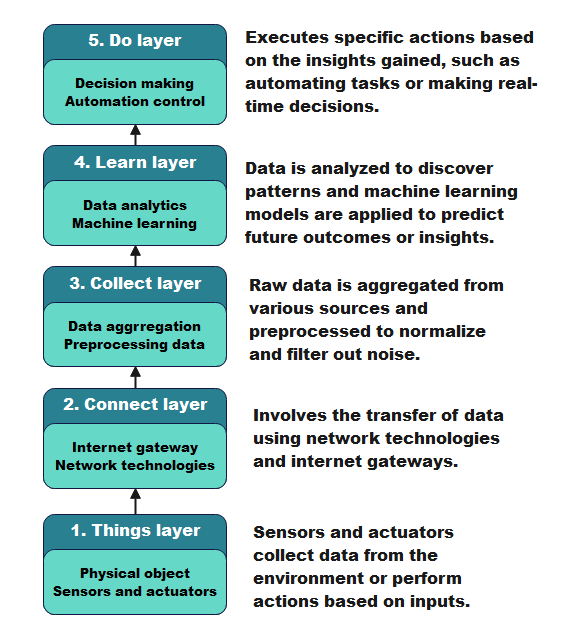 5. Do layer
Decision making
Automation control
Executes specific actions based
on the insights gained, such as
automating tasks or making real-
time decisions.
4. Learn layer
Data analytics
Machine learning
Data is analyzed to discover
patterns and machine learning
models are applied to predict
future outcomes or insights.
3. Collect layer
Data aggrregation
Preprocessing data
Raw data is aggregated from
various sources and
preprocessed to normalize
and filter out noise.
2. Connect layer
Internet gateway
Network technologies
Involves the transfer of data
using network technologies
and internet gateways.
1. Things layer
Physical object
Sensors and actuators
Sensors and actuators
collect data from the
environment or perform
actions based on inputs.